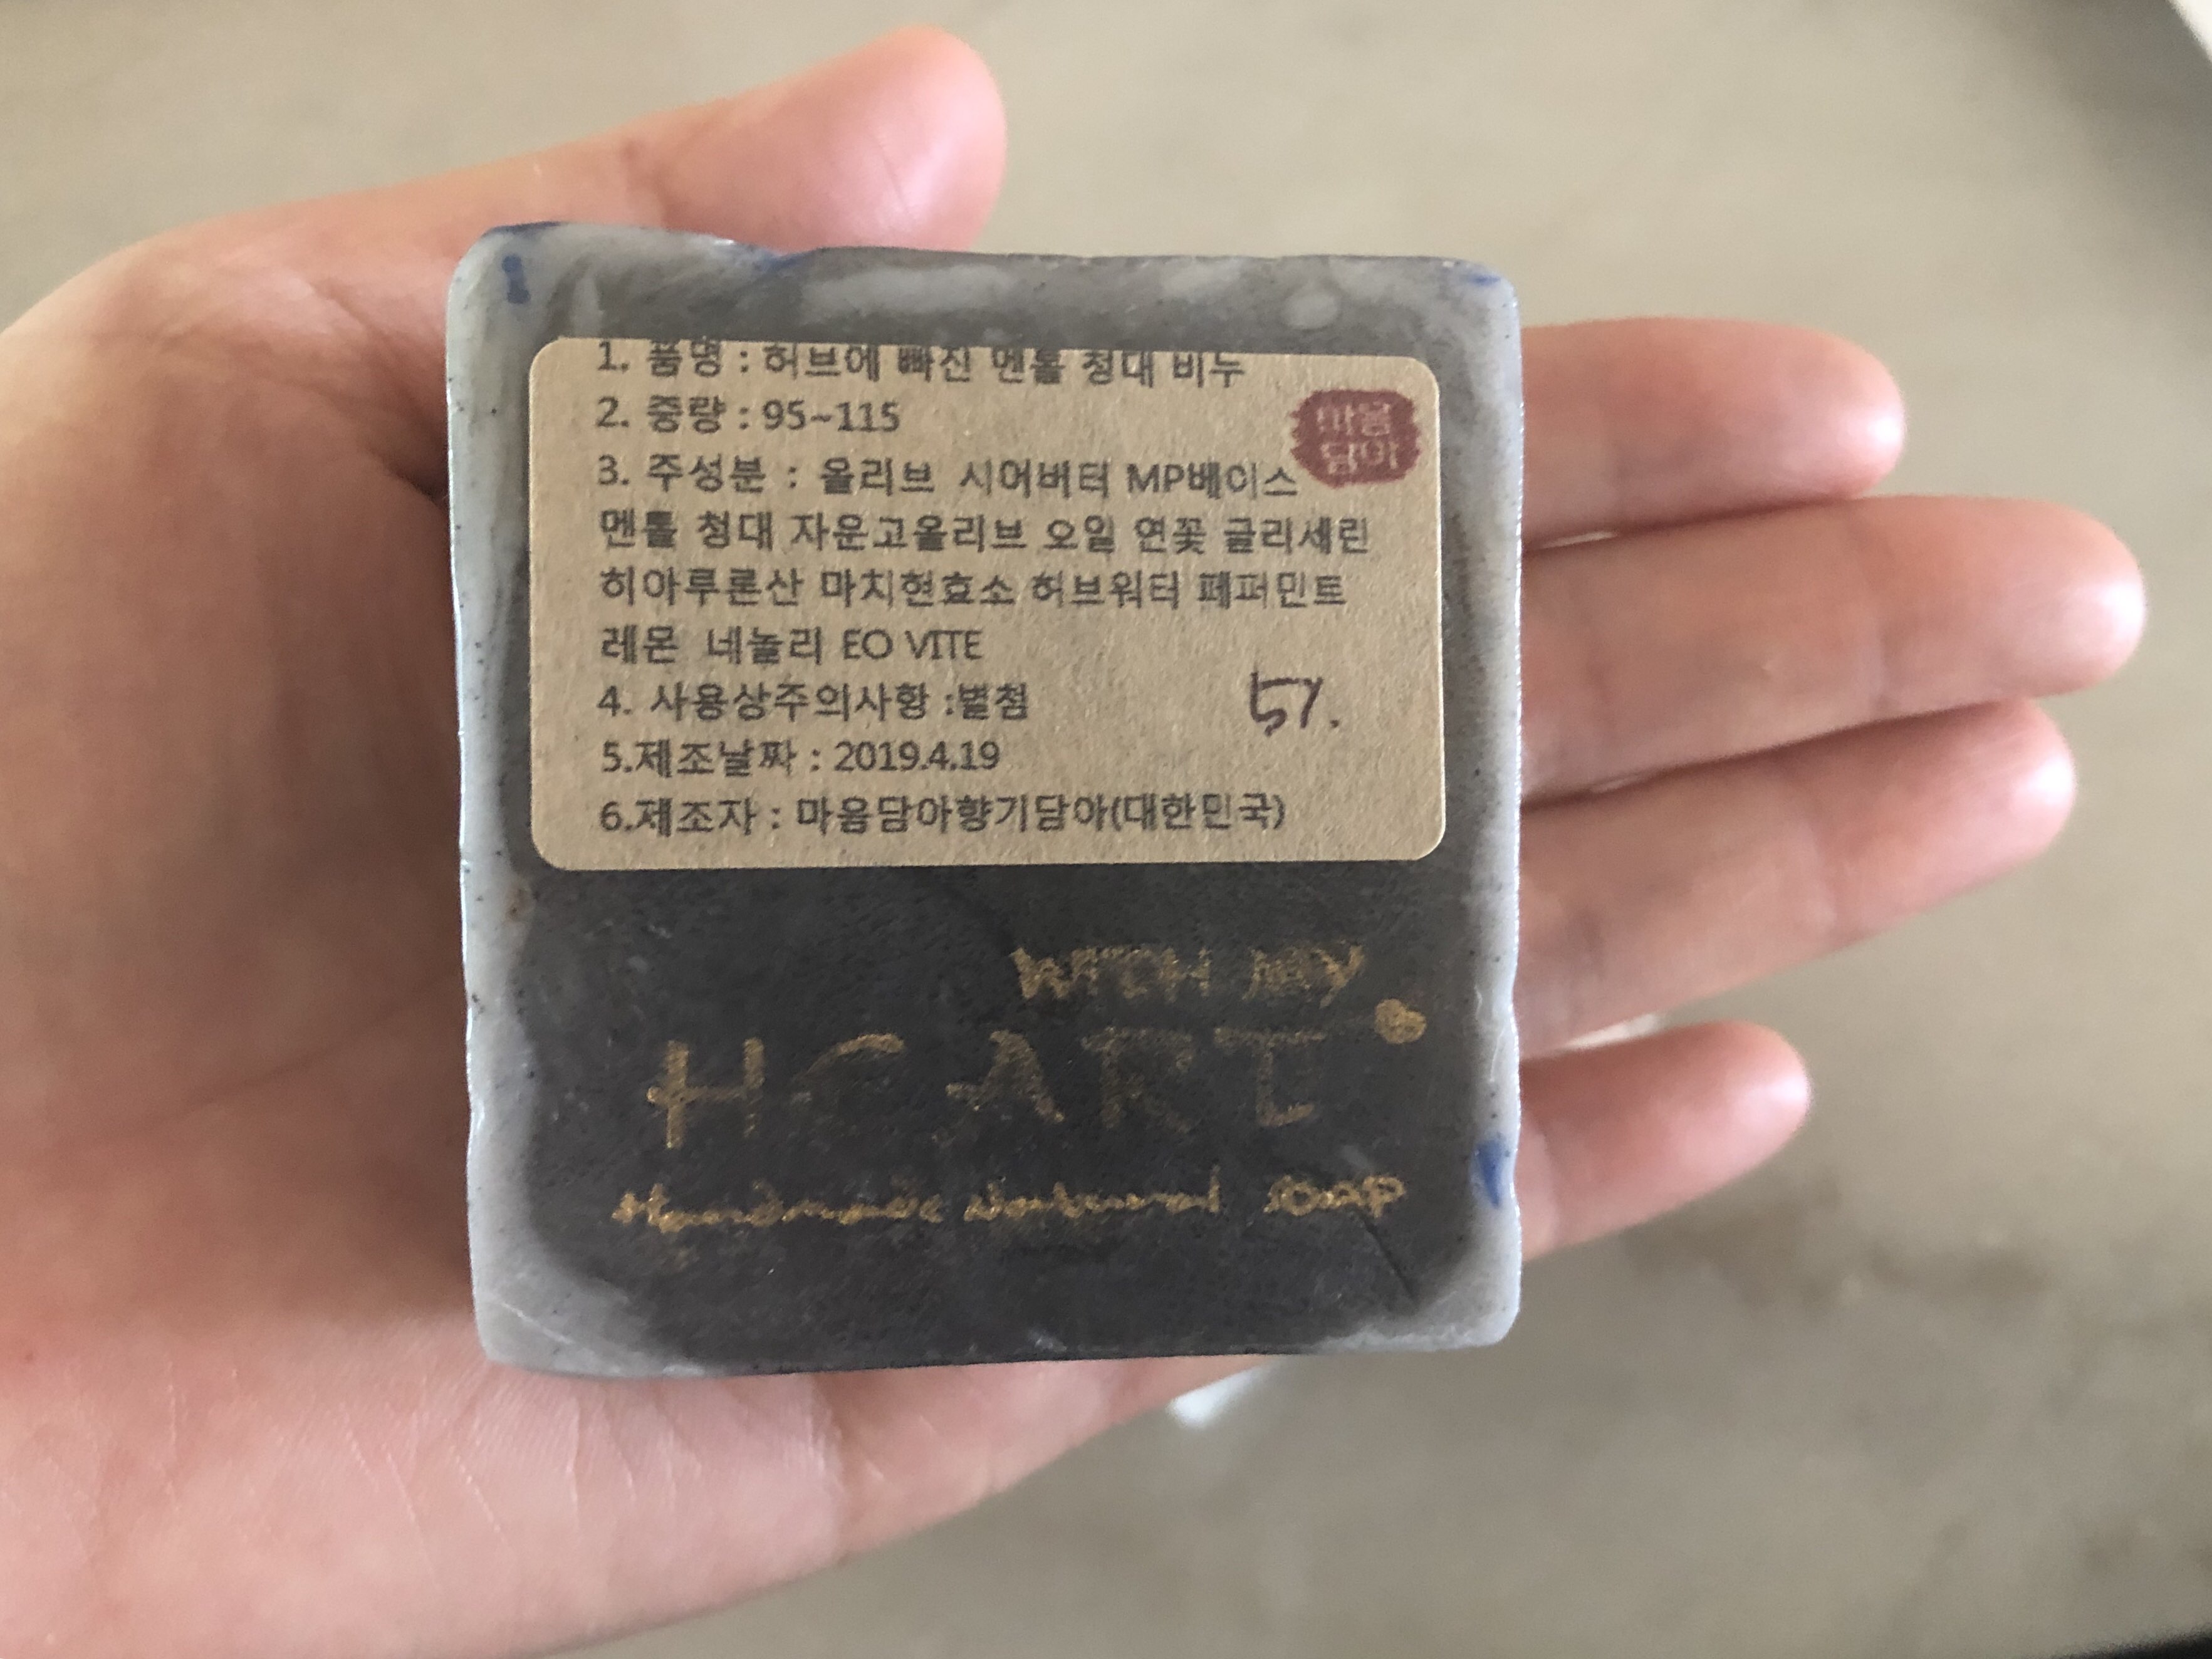 1. 품명 : 허브에 빠진 멘톨 청대 비누
2. 중량 : 95~115
마음
담아
3. 주성분 : 올리브 시어버터 MP베이스
멘톨 청대 자운고올리브 오일 연꽃 글리세린
히아루론산 마치현효소 허브워터 페퍼민트
레몬 네놀리 EO VITE
4. 사용상주의사항 :별첨
5.제조날짜 : 2019.4.19
6.제조자 : 마음담아향기담아(대한민국)
WITH MY
HEART
Handmade Natural soap